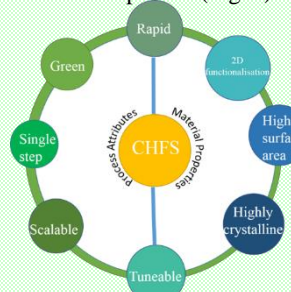 Rapid
Green
2D
functionalisation
Single
step
Process Attributes
CHFS
Material Properties
High
surfa
area
Scalable
Highly
crystalline
Tuneable